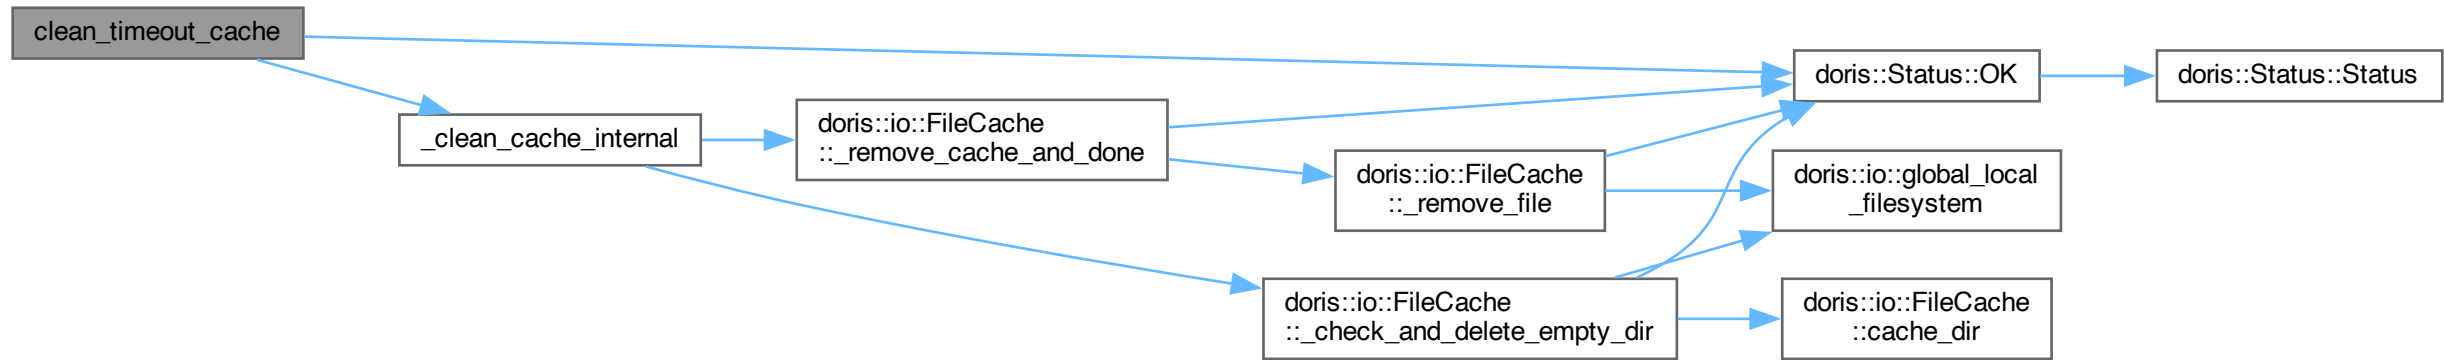 clean_timeout_cache
_clean_cache_internal
doris::io::FileCache
::_remove_cache_and_done
doris::io::FileCache
::_remove_file
doris::io::FileCache
::_check_and_delete_empty_dir
doris::Status::OK
doris::io::global_local
_filesystem
doris::io::FileCache
::cache_dir
doris::Status::Status